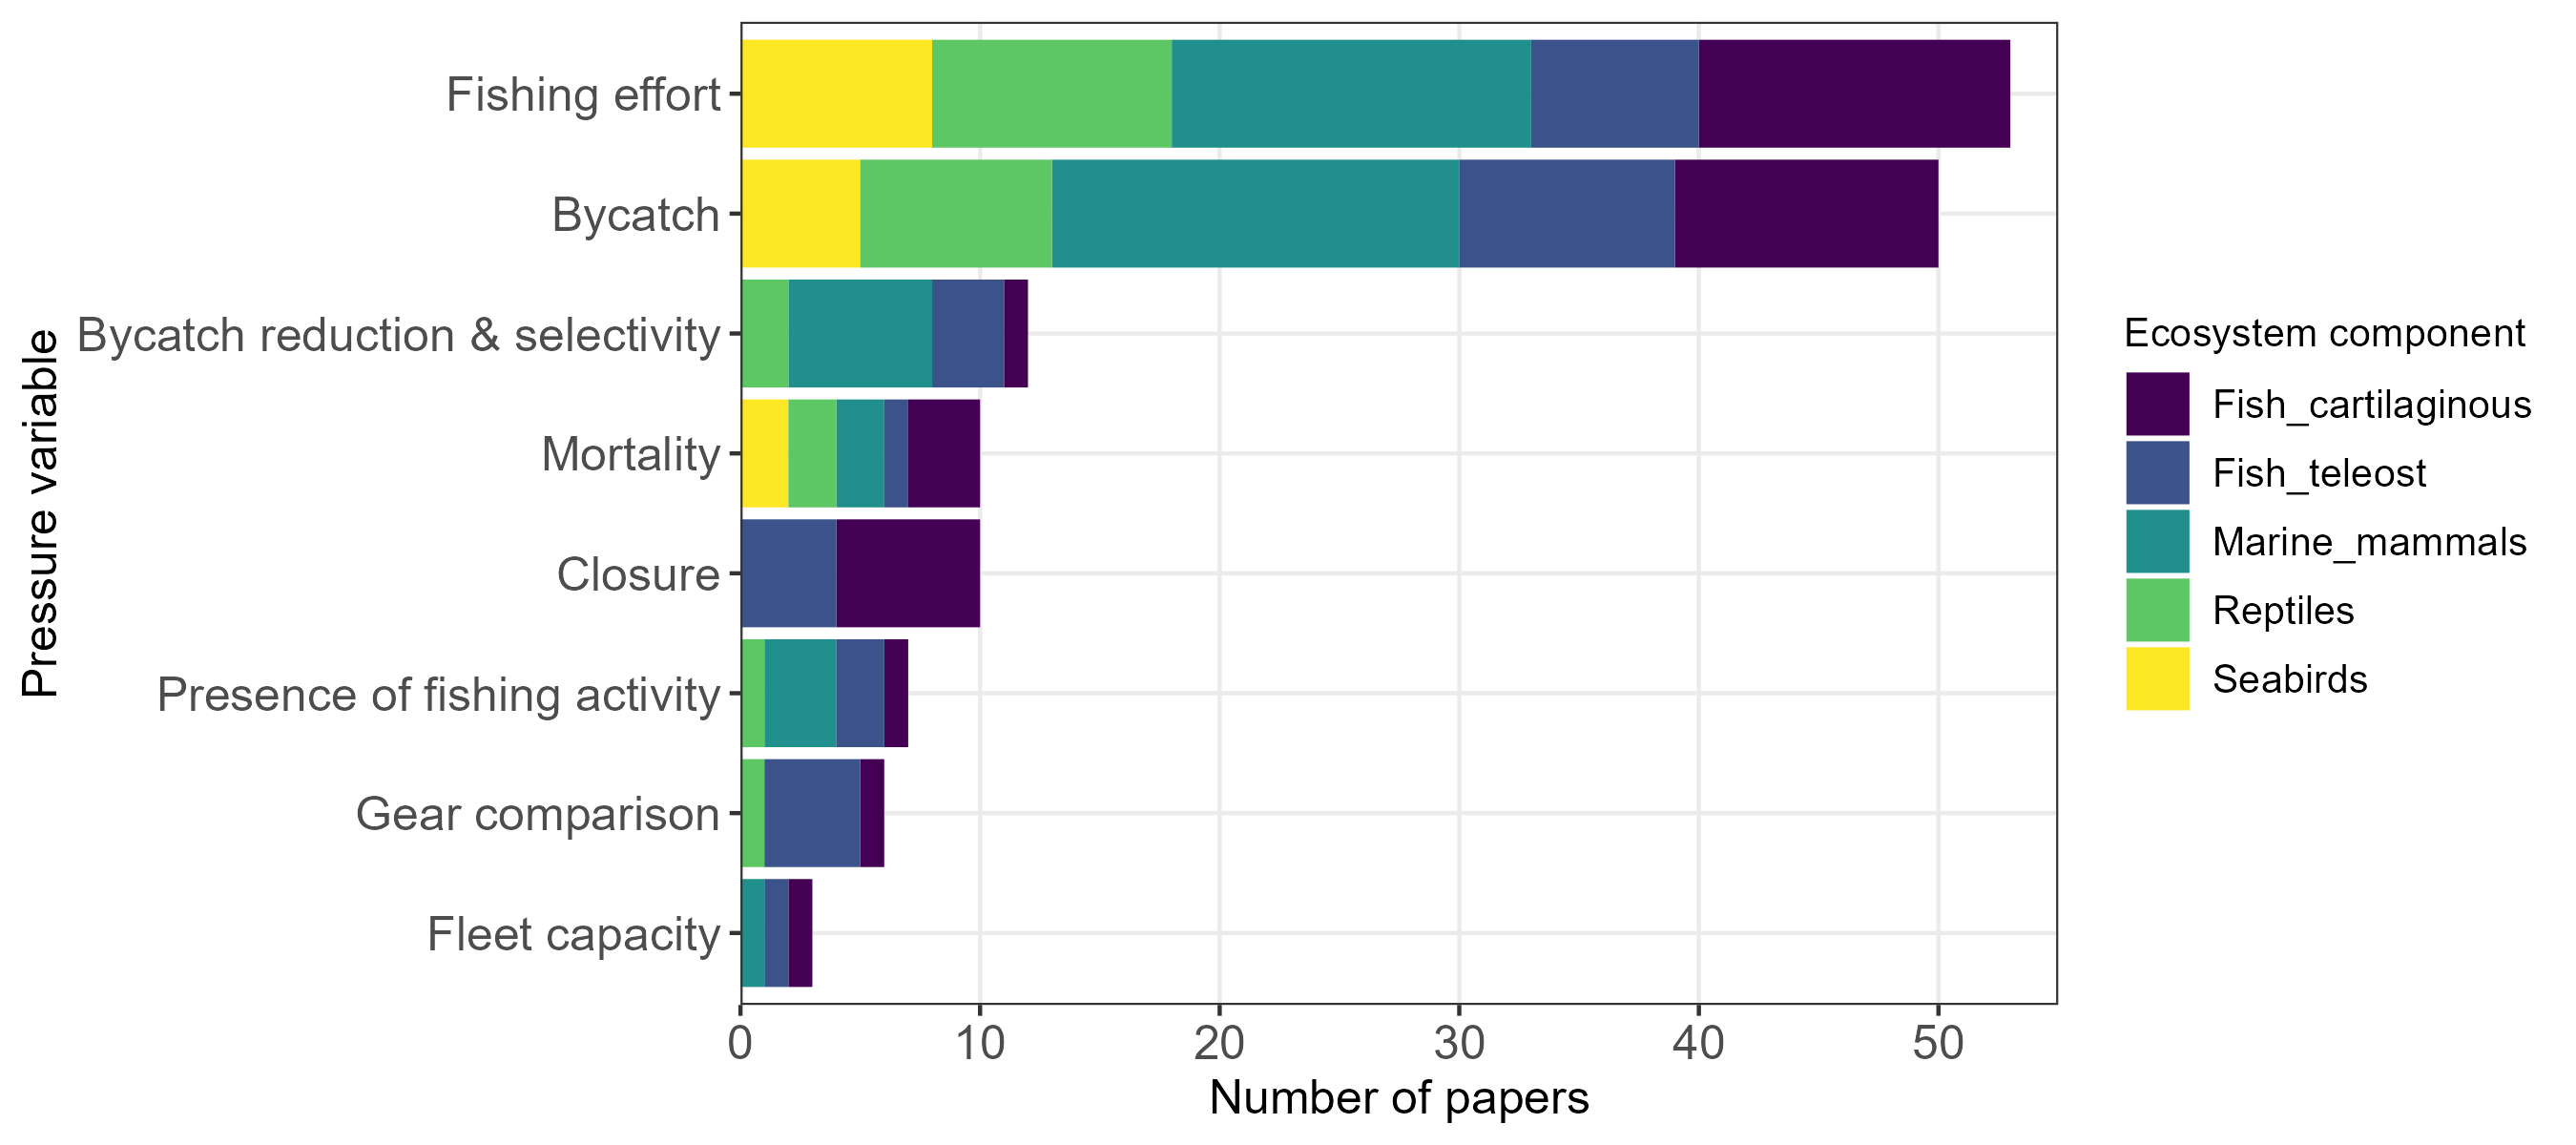 Pressure variable
Fishing effort
Bycatch
Bycatch reduction & selectivity
Mortality
Closure
Presence of fishing activity
Gear comparison
Fleet capacity
0 10 20 30 40 50
Number of papers
Ecosystem component
Fish_cartilaginous
Fish_teleost
Marine_mammals
Reptiles
Seabirds